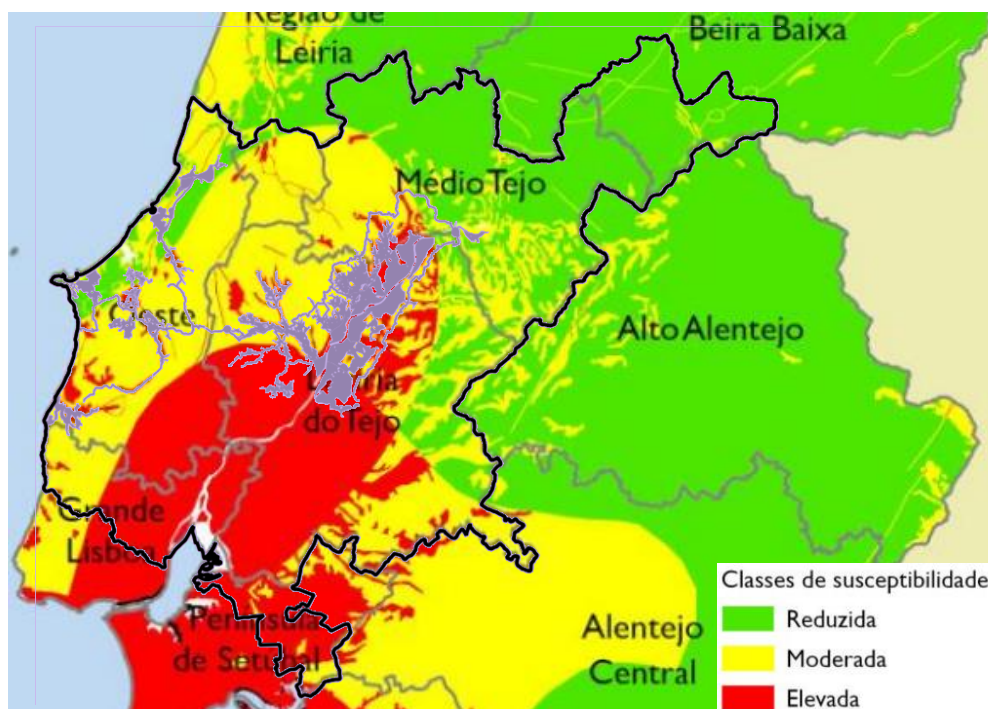 Região de
Leiria
Beira Baixa
Médio Tejo
Oeste
Alto Alentejo
do Tejo
Grande
Lisboa
Península
de Setúbal
Alentejo
Central
Classes de susceptibilidade
Reduzida
Moderada
Elevada